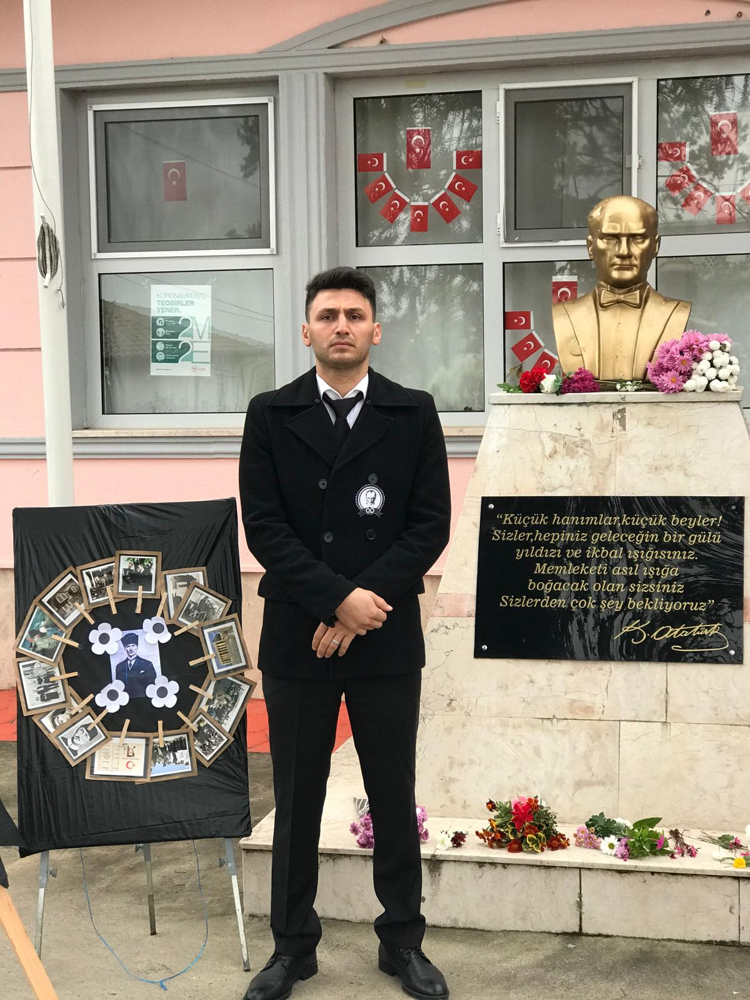 KORONAVİRÜS'Ü
TEDBİRLER
YENER.
2M
2E
“Küçük hanımlar,küçük beyler!
Sizler,hepiniz geleceğin bir gülü
yıldızı ve ikbal ışığısınız.
Memleketi asıl ışığa
boğacak olan sizsiniz
Sizlerden çok şey bekliyoruz”
K. Atatürk